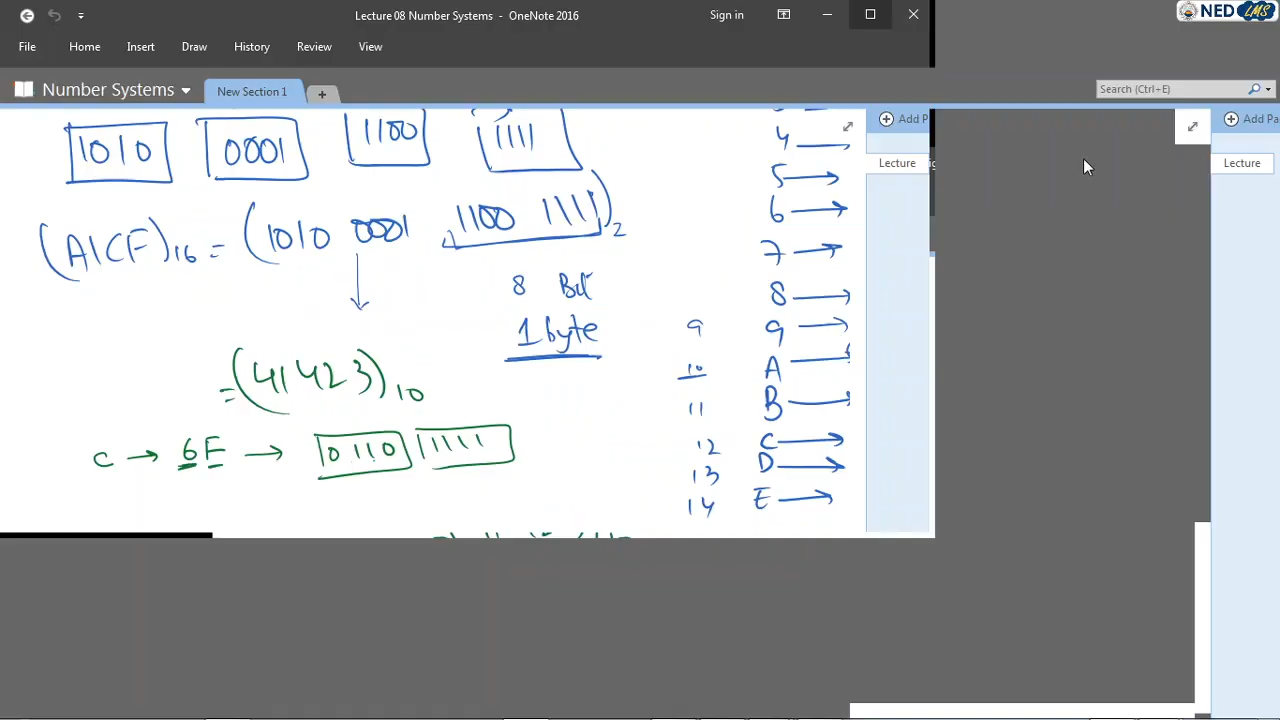 Lecture 08 Number Systems - OneNote 2016
Sign in
NED LMS
File Home Insert Draw History Review View
Number Systems
New Section 1
Search (Ctrl+E)
Add P
Add Pa
Lecture
Lecture
1010 0001 1100 1111
(A1CF)16 = (1010 0001 1100 1111)2
8 Bit
1 byte
= (41423)10
C → 6F → 0110 1111
4 →
5 →
6 →
7 →
8 →
9 9 →
10 A →
11 B →
12 C →
13 D →
14 E →